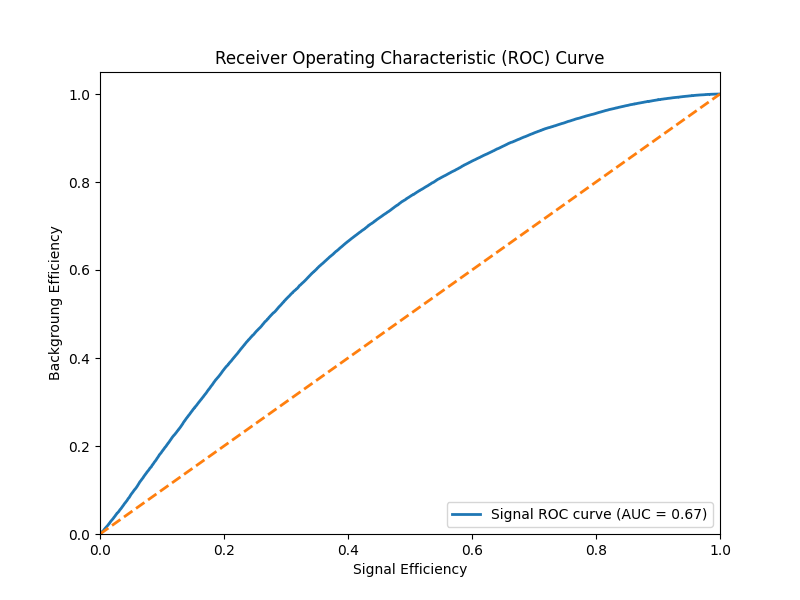 Receiver Operating Characteristic (ROC) Curve
1.0
0.8
0.6
0.4
0.2
0.0
Backgroung Efficiency
Signal ROC curve (AUC = 0.67)
0.0 0.2 0.4 0.6 0.8 1.0
Signal Efficiency